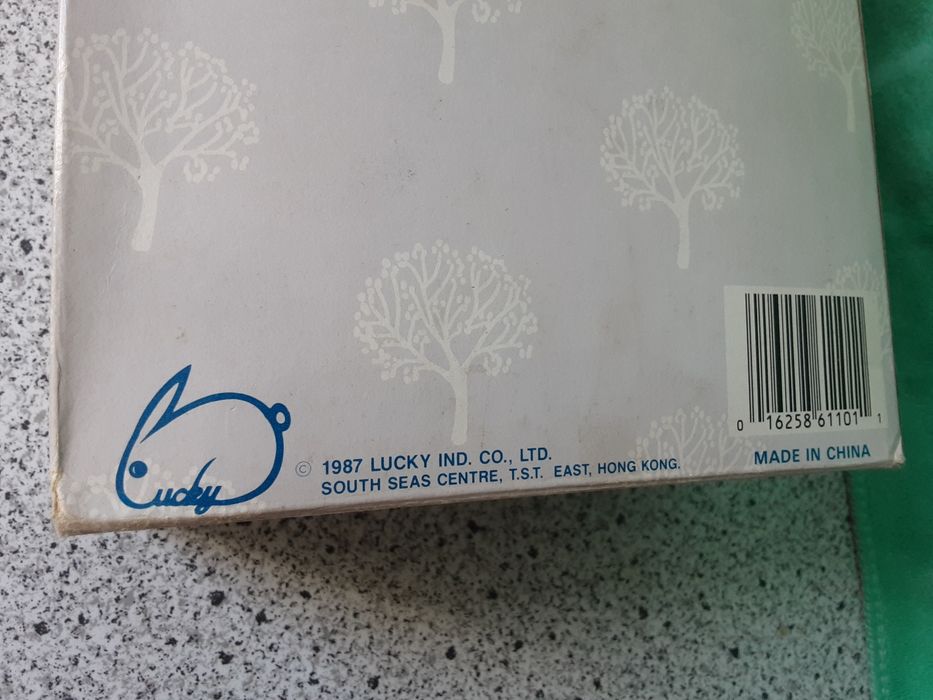 Lucky
© 1987 LUCKY IND. CO., LTD.
SOUTH SEAS CENTRE, T.S.T. EAST, HONG KONG.
0 16258 61101 1
MADE IN CHINA